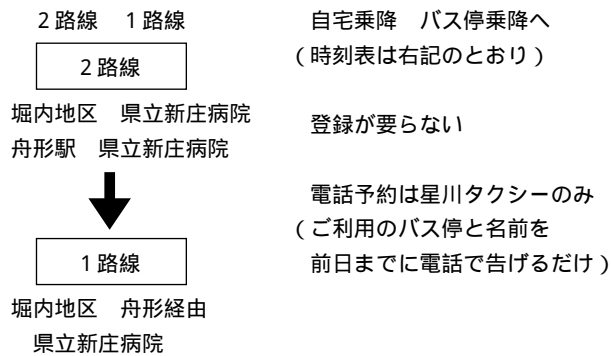 2路線　1路線
2路線
堀内地区　県立新庄病院
舟形駅　県立新庄病院
1路線
堀内地区　舟形経由
県立新庄病院
自宅乗降　バス停乗降へ
（時刻表は右記のとおり）
登録が要らない
電話予約は星川タクシーのみ
（ご利用のバス停と名前を
前日までに電話で告げるだけ）